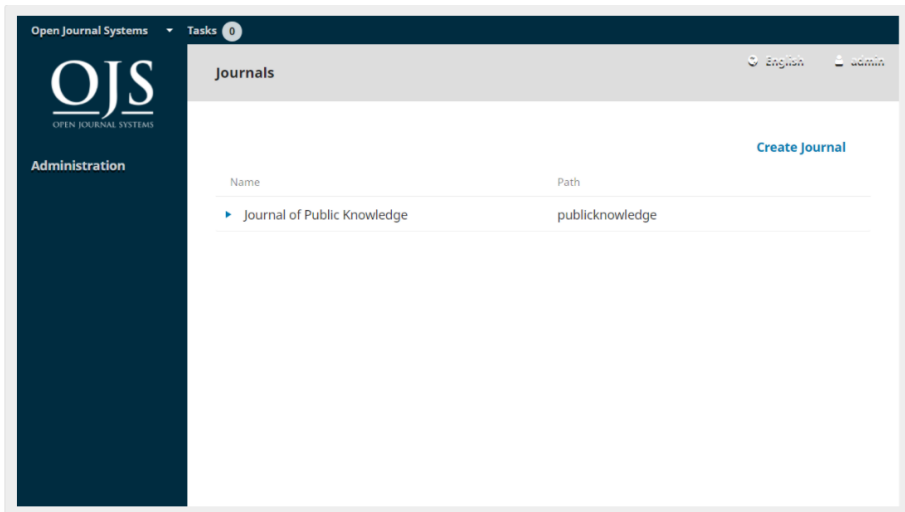 Open Journal Systems Tasks 0
OJS
OPEN JOURNAL SYSTEMS
Administration
Journals
English admin
Create Journal
Name Path
Journal of Public Knowledge publicknowledge